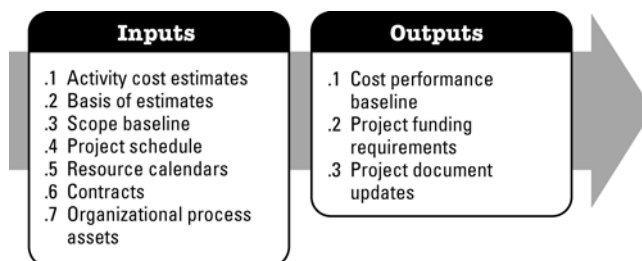 Inputs
.1 Activity cost estimates
.2 Basis of estimates
.3 Scope baseline
.4 Project schedule
.5 Resource calendars
.6 Contracts
.7 Organizational process
assets
Outputs
.1 Cost performance
baseline
.2 Project funding
requirements
.3 Project document
updates